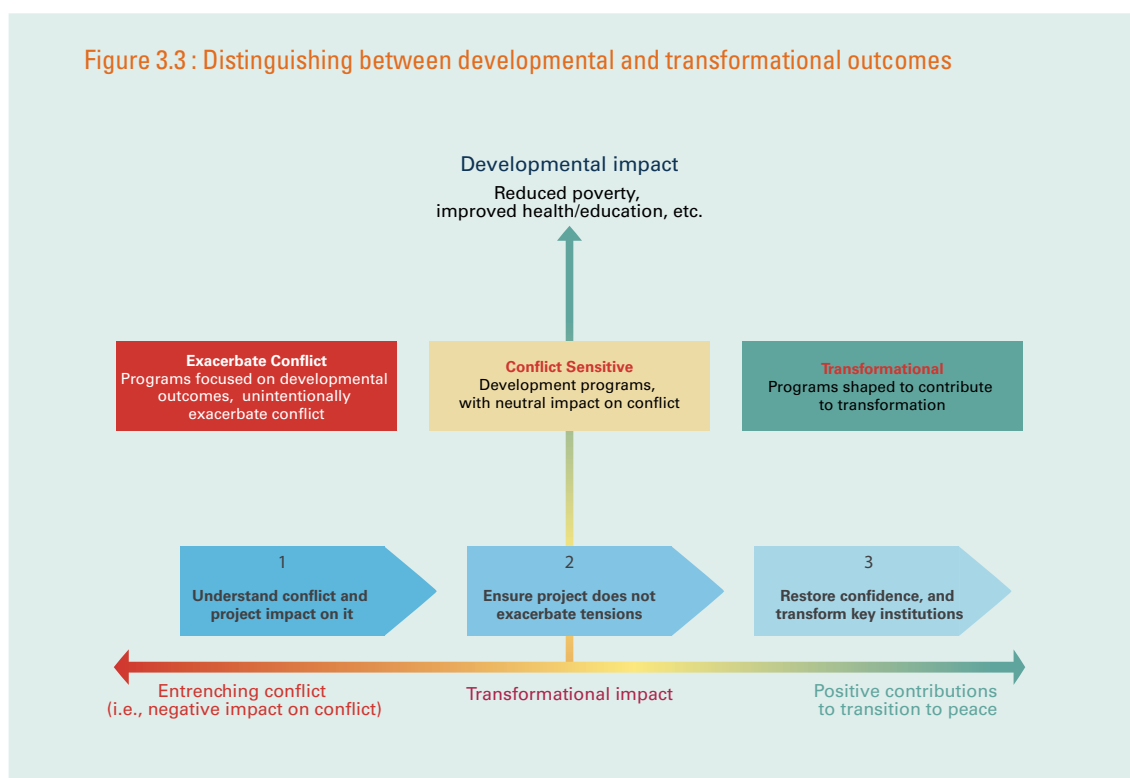 Figure 3.3 : Distinguishing between developmental and transformational outcomes
Developmental impact
Reduced poverty,
improved health/education, etc.
Exacerbate Conflict
Programs focused on developmental
outcomes, unintentionally
exacerbate conflict
Conflict Sensitive
Development programs,
with neutral impact on conflict
Transformational
Programs shaped to contribute
to transformation
1
Understand conflict and
project impact on it
2
Ensure project does not
exacerbate tensions
3
Restore confidence, and
transform key institutions
Entrenching conflict
(i.e., negative impact on conflict)
Transformational impact
Positive contributions
to transition to peace